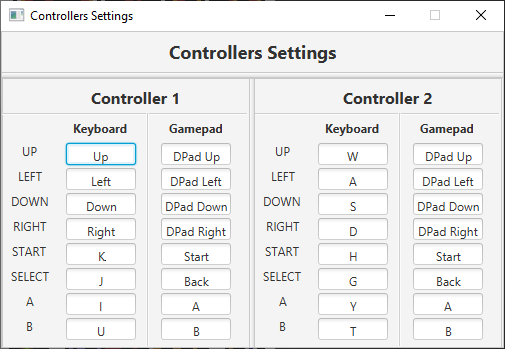 Controllers Settings
Controllers Settings
Controller 1
Keyboard Gamepad
UP Up DPad Up
LEFT Left DPad Left
DOWN Down DPad Down
RIGHT Right DPad Right
START K Start
SELECT J Back
A I A
B U B
Controller 2
Keyboard Gamepad
UP W DPad Up
LEFT A DPad Left
DOWN S DPad Down
RIGHT D DPad Right
START H Start
SELECT G Back
A Y A
B T B